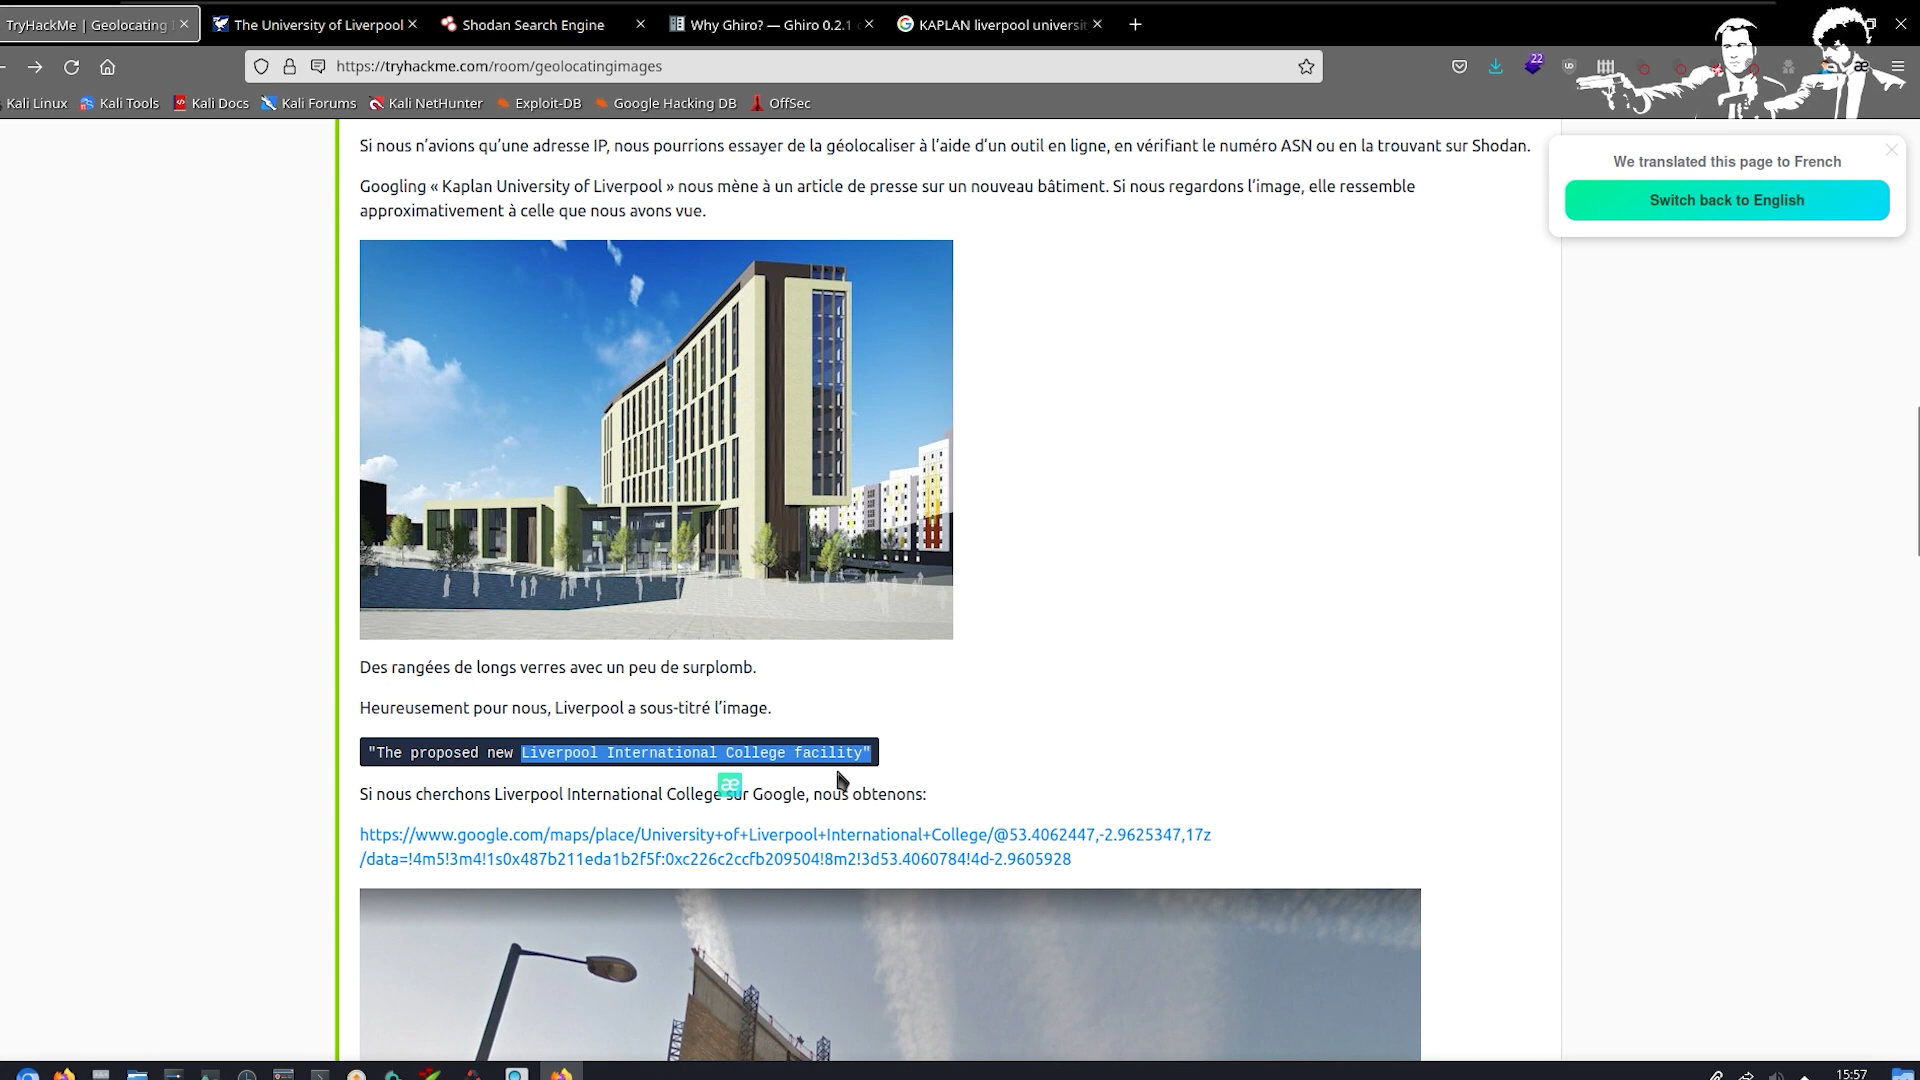 TryHackMe | Geolocating
The University of Liverpool
Shodan Search Engine
Why Ghiro? — Ghiro 0.2.1
KAPLAN liverpool universi
https://tryhackme.com/room/geolocatingimages
22
Kali Linux
Kali Tools
Kali Docs
Kali Forums
Kali NetHunter
Exploit-DB
Google Hacking DB
OffSec
Si nous n’avions qu’une adresse IP, nous pourrions essayer de la géolocaliser à l’aide d’un outil en ligne, en vérifiant le numéro ASN ou en la trouvant sur Shodan.
Googling « Kaplan University of Liverpool » nous mène à un article de presse sur un nouveau bâtiment. Si nous regardons l’image, elle ressemble
approximativement à celle que nous avons vue.
We translated this page to French
Switch back to English
Des rangées de longs verres avec un peu de surplomb.
Heureusement pour nous, Liverpool a sous-titré l’image.
"The proposed new Liverpool International College facility"
æ
Si nous cherchons Liverpool International College sur Google, nous obtenons:
https://www.google.com/maps/place/University+of+Liverpool+International+College/@53.4062447,-2.9625347,17z
/data=!4m5!3m4!1s0x487b211eda1b2f5f:0xc226c2ccfb209504!8m2!3d53.4060784!4d-2.9605928
15:57